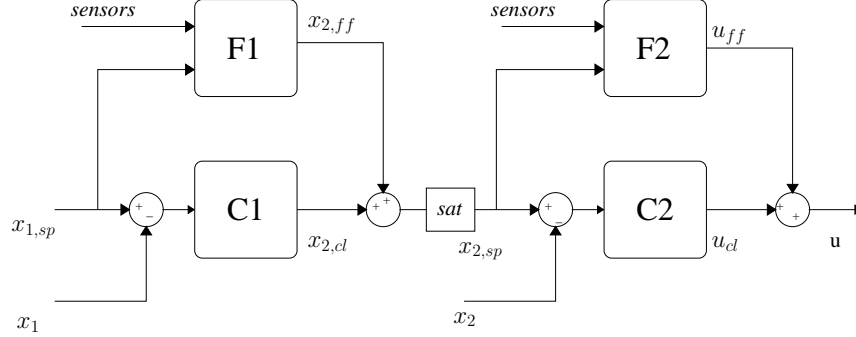 sensors
F1
x_{2,ff}
sensors
F2
u_{ff}
x_{1,sp}
+
−
C1
x_{2,cl}
+
+
sat
x_{2,sp}
+
−
C2
u_{cl}
+
+
u
x_1
x_2